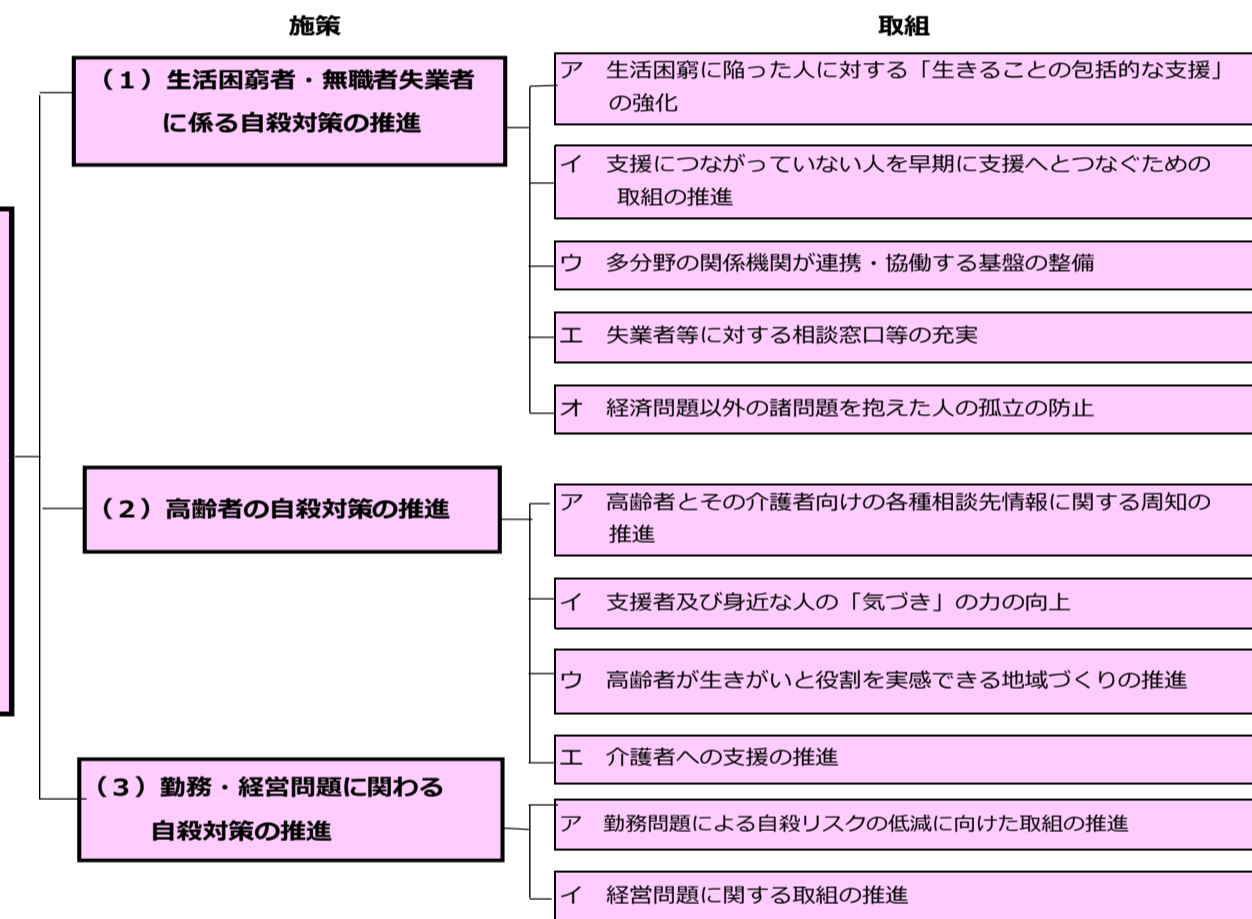 施策
取組
（１）生活困窮者・無職者失業者
に係る自殺対策の推進
ア 生活困窮に陥った人に対する「生きることの包括的な支援」
の強化
イ 支援につながっていない人を早期に支援へとつなぐための
取組の推進
ウ 多分野の関係機関が連携・協働する基盤の整備
エ 失業者等に対する相談窓口等の充実
オ 経済問題以外の諸問題を抱えた人の孤立の防止
（２）高齢者の自殺対策の推進
ア 高齢者とその介護者向けの各種相談先情報に関する周知の
推進
イ 支援者及び身近な人の「気づき」の力の向上
ウ 高齢者が生きがいと役割を実感できる地域づくりの推進
エ 介護者への支援の推進
（３）勤務・経営問題に関わる
自殺対策の推進
ア 勤務問題による自殺リスクの低減に向けた取組の推進
イ 経営問題に関する取組の推進